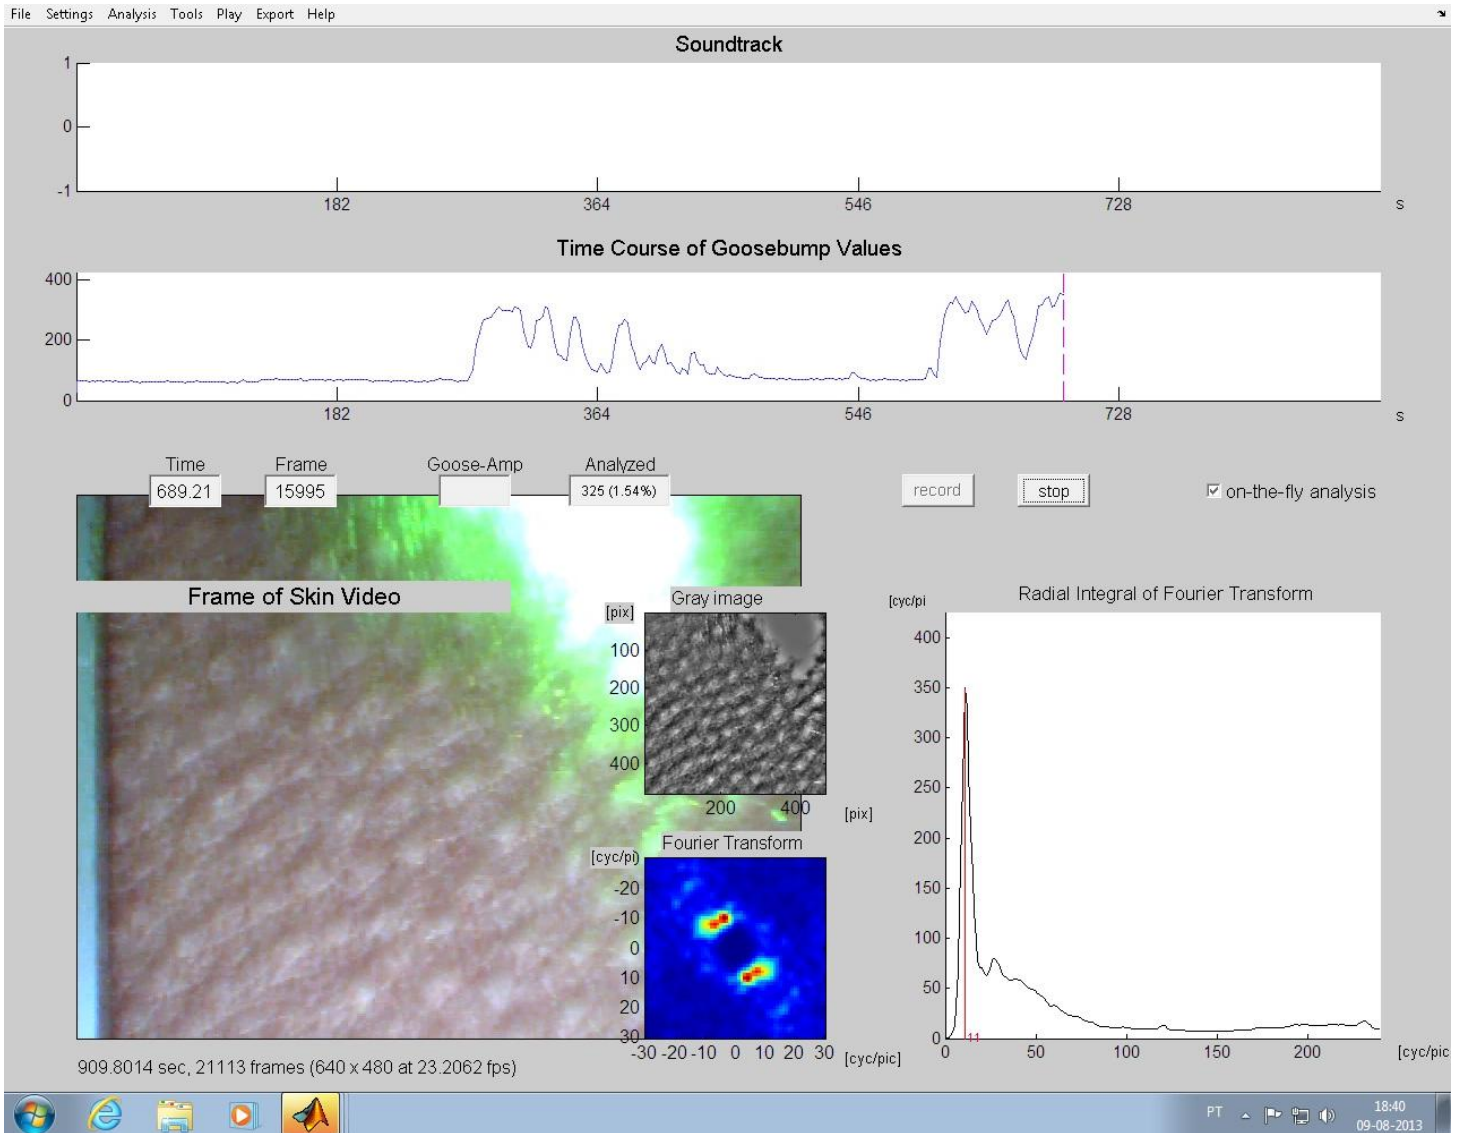 File Settings Analysis Tools Play Export Help
Soundtrack
1
0
-1
182 364 546 728 s
Time Course of Goosebump Values
400
200
0
182 364 546 728 s
Time Frame Goose-Amp Analyzed
689.21 15995 325 (1.54%) record stop on-the-fly analysis
Frame of Skin Video
[pix] Gray image
100
200
300
400
200 400 [pix]
[cyc/pi) Fourier Transform
-20
-10
0
10
20
30
-30 -20 -10 0 10 20 30 [cyc/pic]
[cyc/pi Radial Integral of Fourier Transform
400
350
300
250
200
150
100
50
0
11
0 50 100 150 200 [cyc/pic
909.8014 sec, 21113 frames (640 x 480 at 23.2062 fps)
PT 18:40
09-08-2013